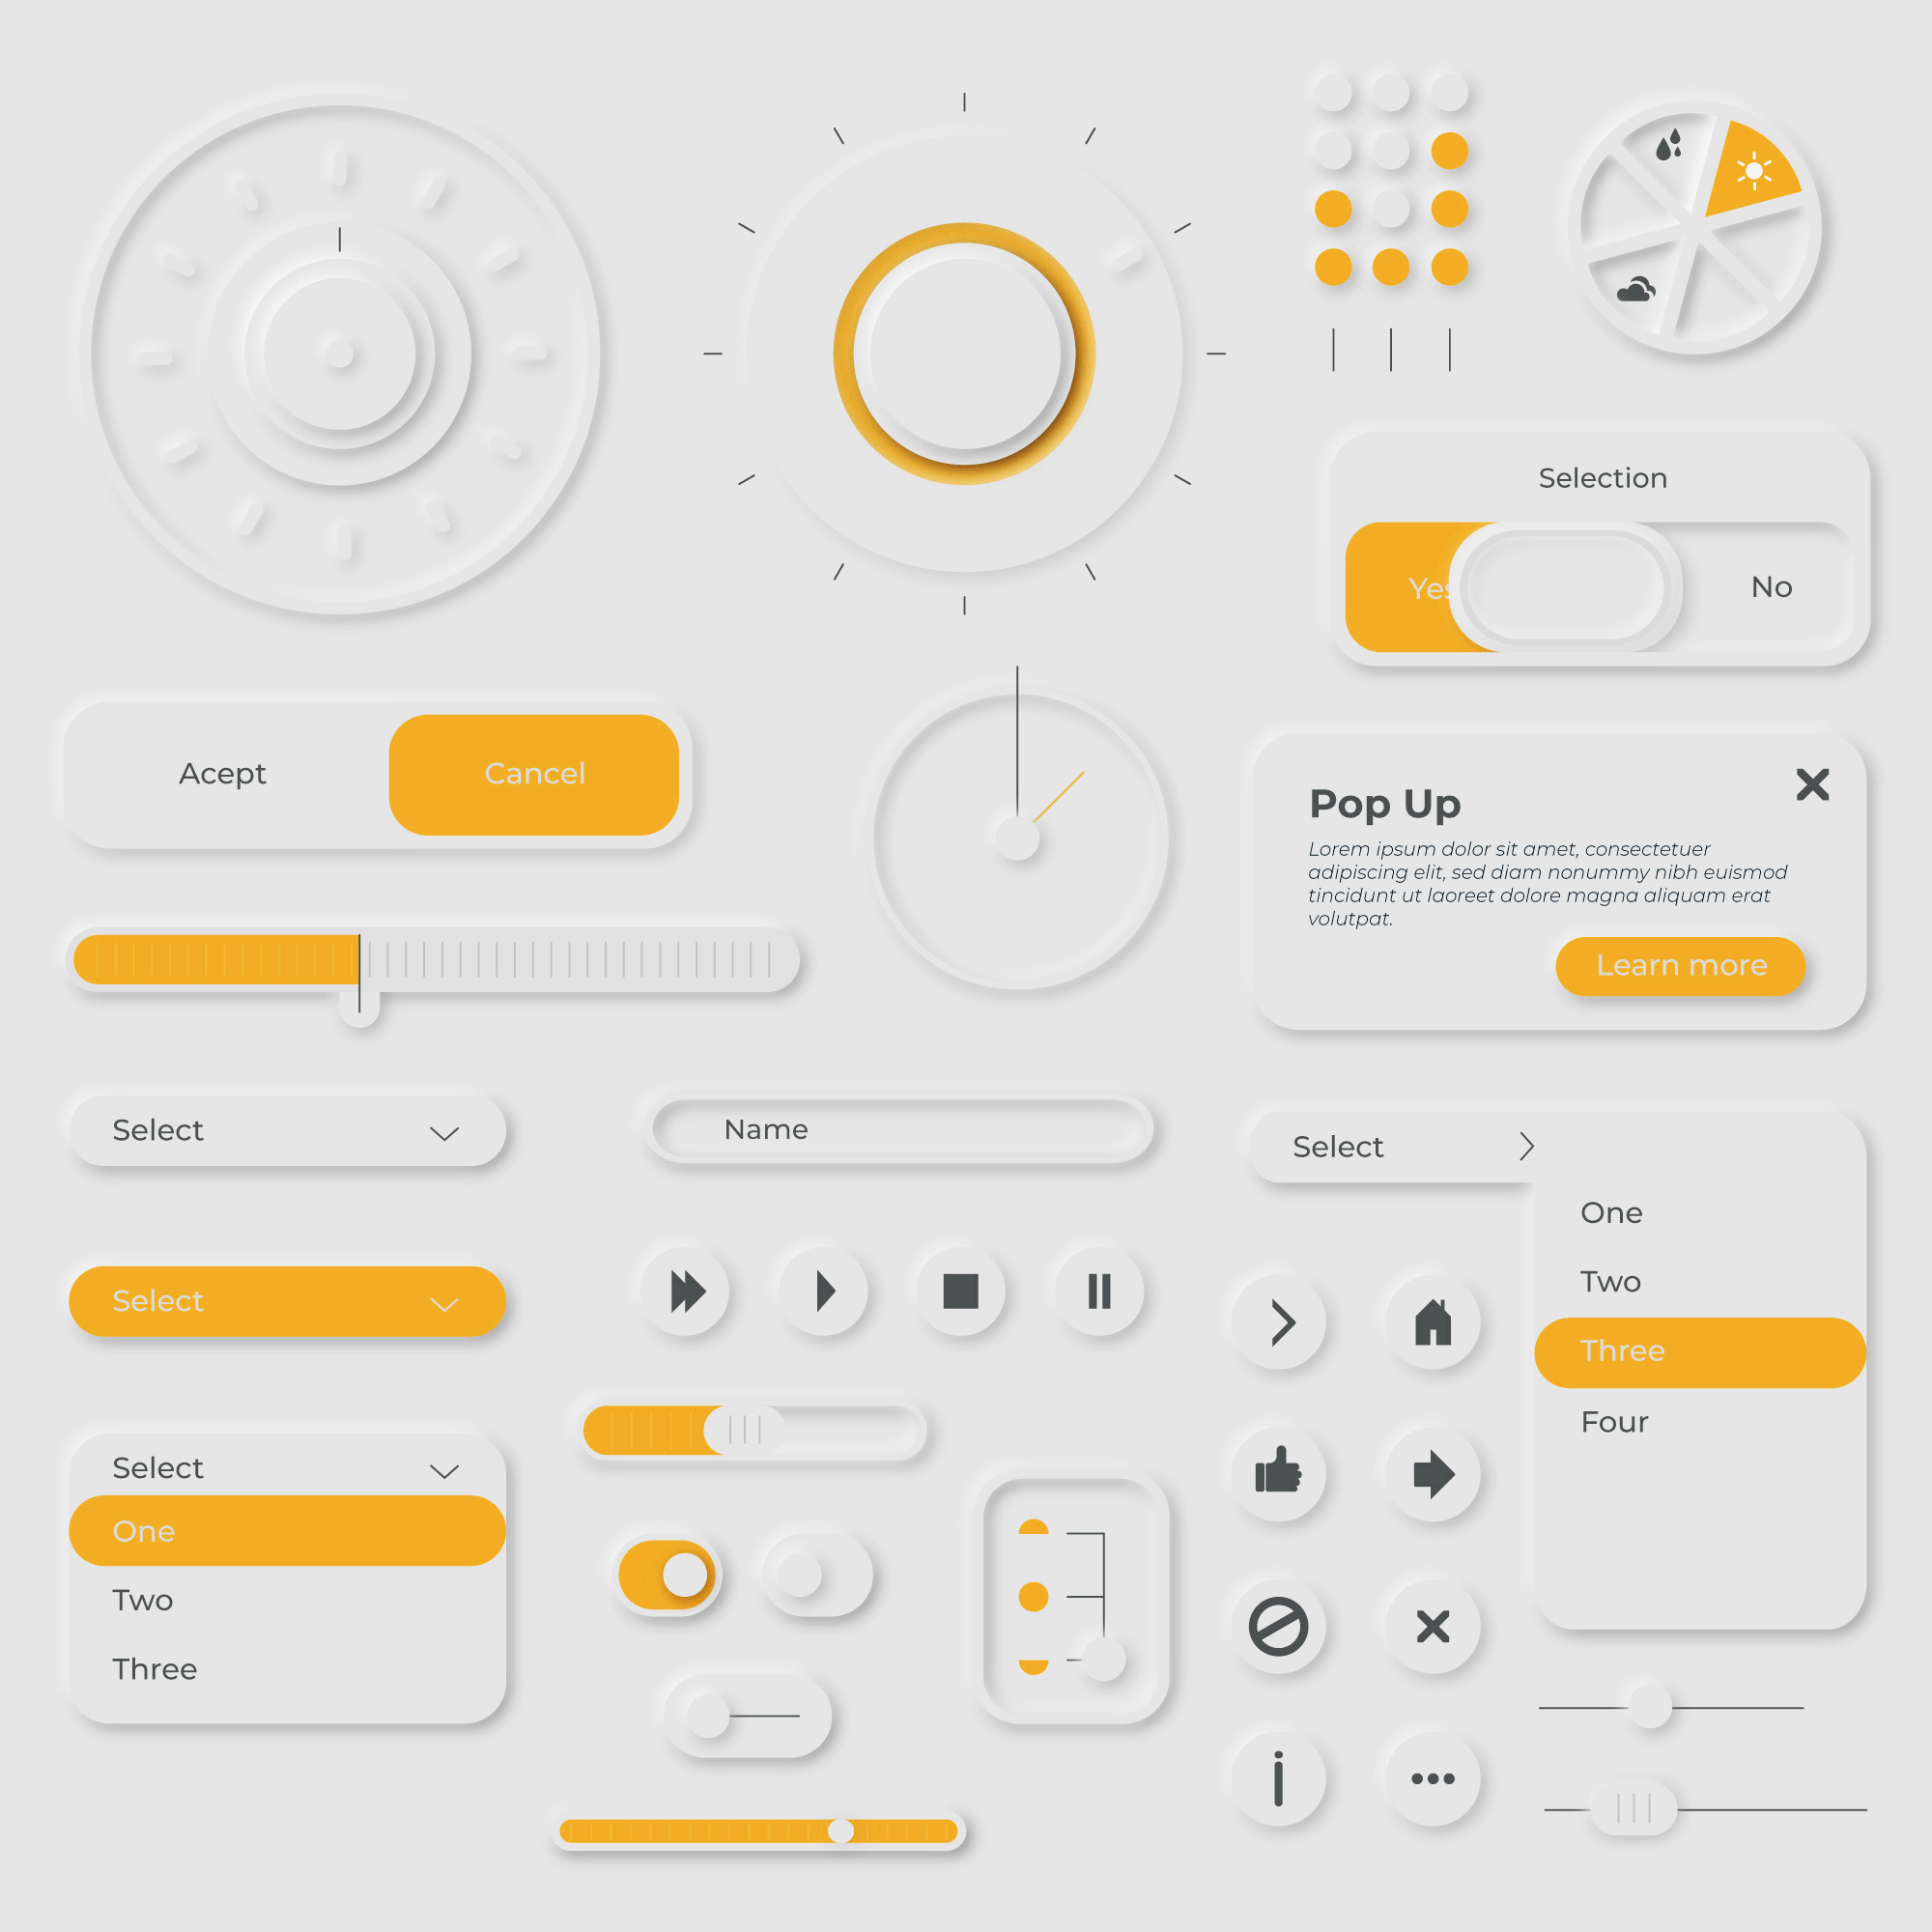 Selection
Yes
No
Acept
Cancel
Pop Up
Lorem ipsum dolor sit amet, consectetuer
adipiscing elit, sed diam nonummy nibh euismod
tincidunt ut laoreet dolore magna aliquam erat
volutpat.
Learn more
Select
Name
Select
One
Two
Three
Four
Select
Select
One
Two
Three